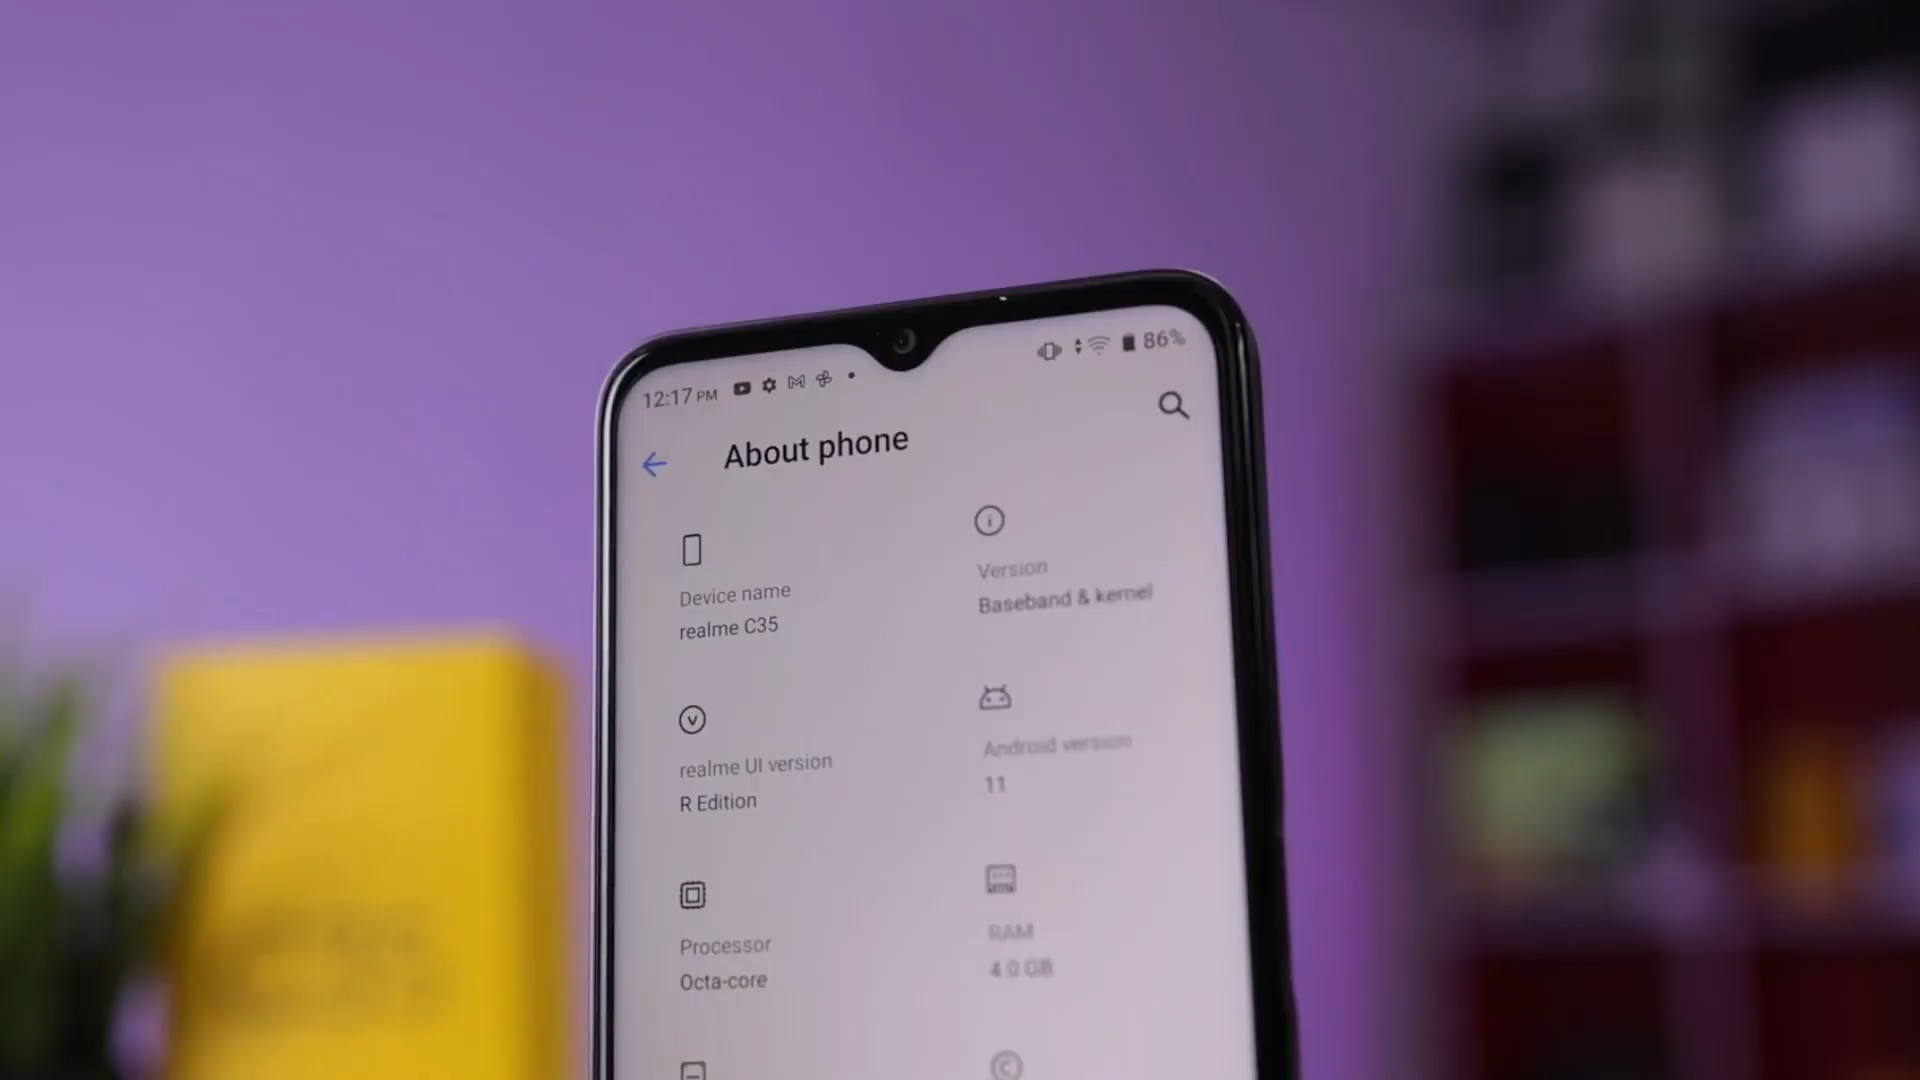 12:17 PM
86%
About phone
Device name
realme C35
Version
Baseband & kernel
realme UI version
R Edition
Android version
11
Processor
Octa-core
RAM
4.0 GB